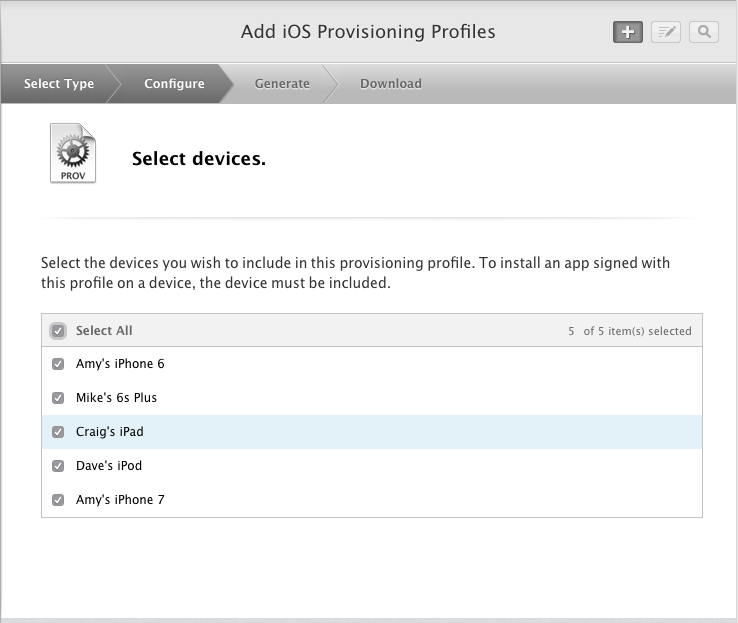 Add iOS Provisioning Profiles
Select Type
Configure
Generate
Download
PROV
Select devices.
Select the devices you wish to include in this provisioning profile. To install an app signed with
this profile on a device, the device must be included.
Select All
5 of 5 item(s) selected
Amy's iPhone 6
Mike's 6s Plus
Craig's iPad
Dave's iPod
Amy's iPhone 7